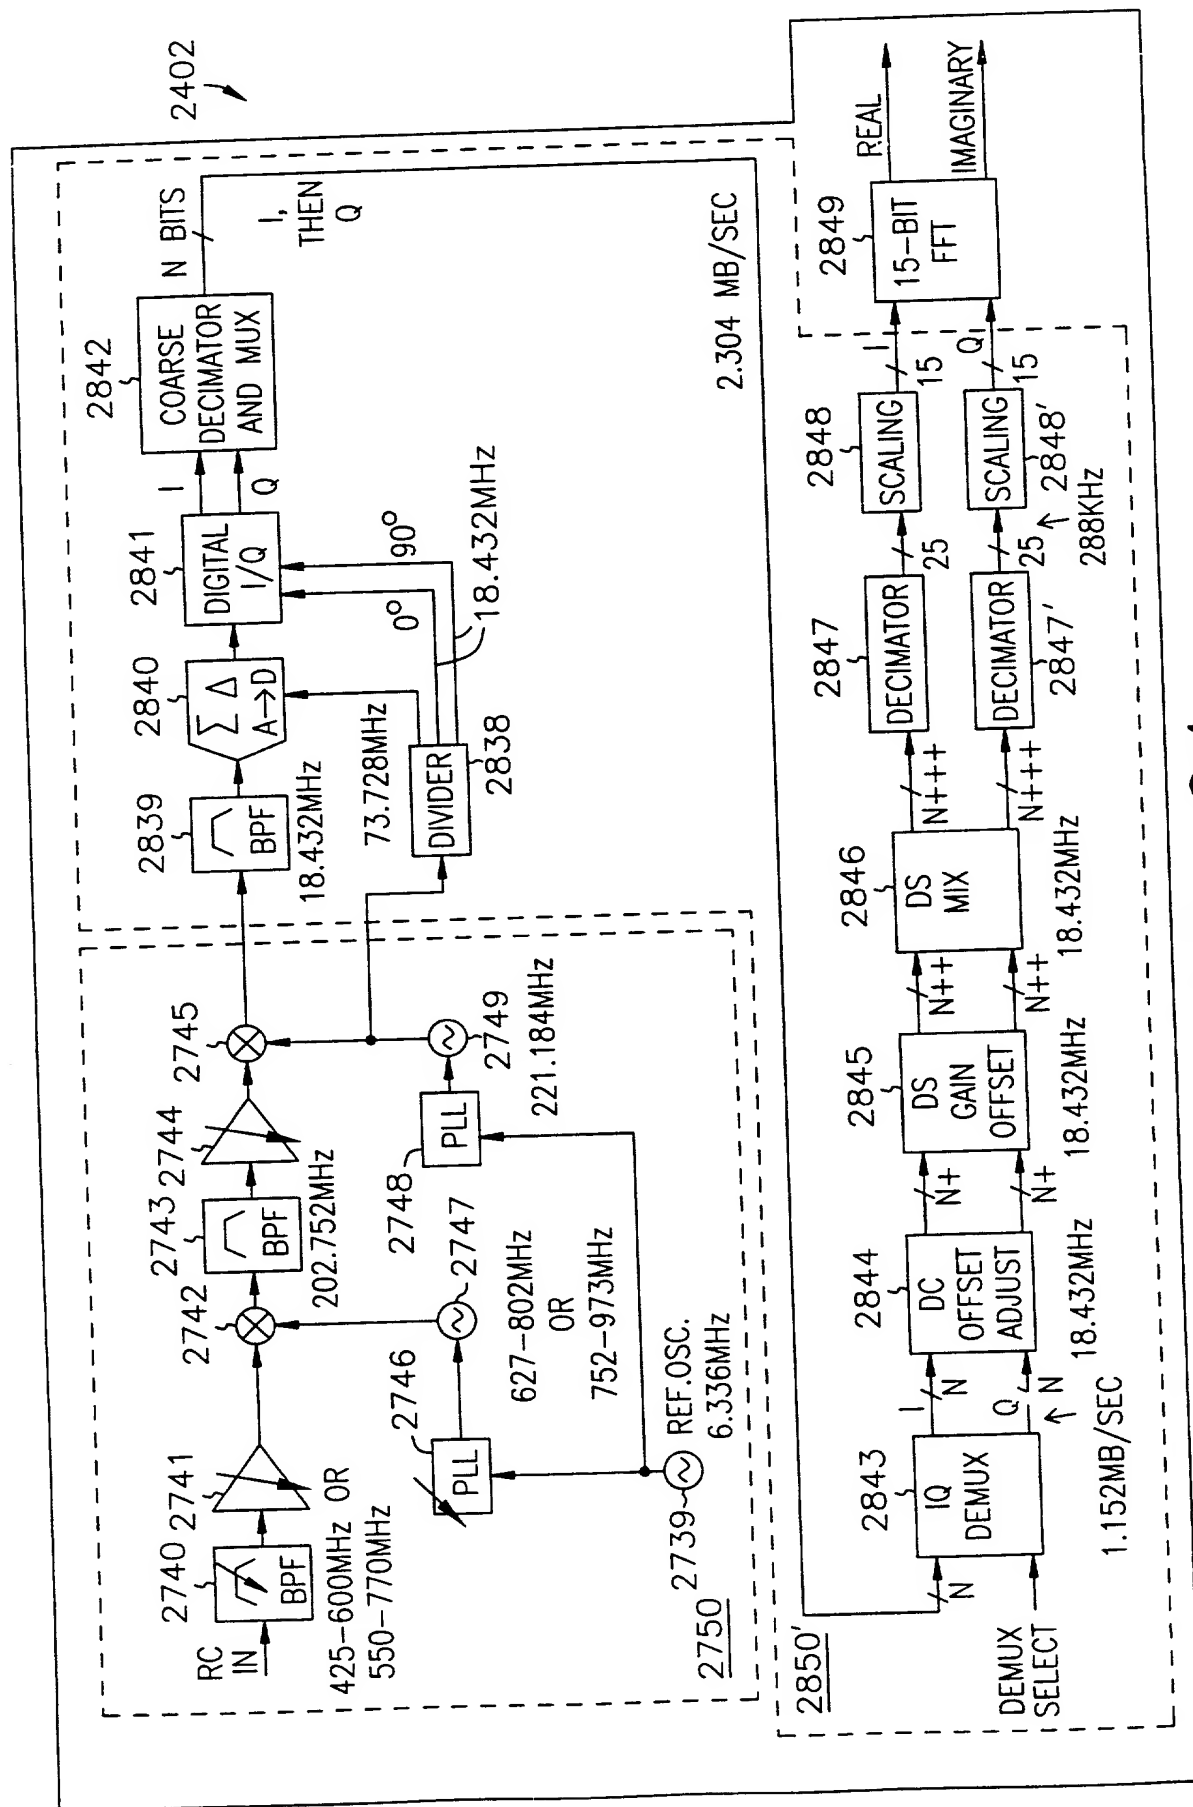 2402
RC
IN
2740
BPF
425-600MHz OR
550-770MHz
2741
2742
2743
BPF
202.752MHz
2744
2745
2746
PLL
2747
627-802MHz
OR
752-973MHz
2748
PLL
2749
221.184MHz
2739
REF.OSC.
6.336MHz
2750
2839
BPF
18.432MHz
2840
Σ Δ
A→D
2841
DIGITAL
I/Q
I
Q
2842
COARSE
DECIMATOR
AND MUX
N BITS
I,
THEN
Q
73.728MHz
DIVIDER
2838
0°
90°
18.432MHz
2.304 MB/SEC
2850'
DEMUX
SELECT
N
2843
IQ
DEMUX
I
N
Q
N
1.152MB/SEC
2844
DC
OFFSET
ADJUST
18.432MHz
N+
N+
2845
DS
GAIN
OFFSET
18.432MHz
N++
N++
2846
DS
MIX
18.432MHz
N+++
N+++
2847
DECIMATOR
DECIMATOR
2847'
25
25
288KHz
2848
SCALING
SCALING
2848'
I
15
Q
15
2849
15-BIT
FFT
REAL
IMAGINARY